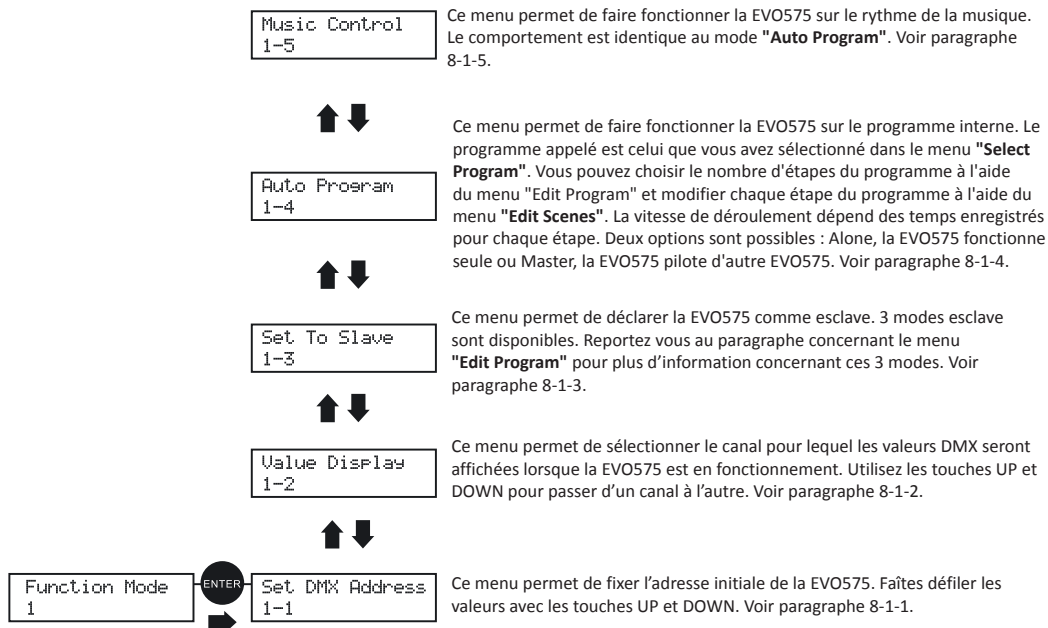 Music Control
1-5
Ce menu permet de faire fonctionner la EVO575 sur le rythme de la musique.
Le comportement est identique au mode "Auto Program". Voir paragraphe
8-1-5.
Ce menu permet de faire fonctionner la EVO575 sur le programme interne. Le
programme appelé est celui que vous avez sélectionné dans le menu "Select
Program". Vous pouvez choisir le nombre d'étapes du programme à l'aide
du menu "Edit Program" et modifier chaque étape du programme à l'aide du
menu "Edit Scenes". La vitesse de déroulement dépend des temps enregistrés
pour chaque étape. Deux options sont possibles : Alone, la EVO575 fonctionne
seule ou Master, la EVO575 pilote d'autre EVO575. Voir paragraphe 8-1-4.
Auto Program
1-4
Set To Slave
1-3
Ce menu permet de déclarer la EVO575 comme esclave. 3 modes esclave
sont disponibles. Reportez vous au paragraphe concernant le menu
"Edit Program" pour plus d’information concernant ces 3 modes. Voir
paragraphe 8-1-3.
Value Display
1-2
Ce menu permet de sélectionner le canal pour lequel les valeurs DMX seront
affichées lorsque la EVO575 est en fonctionnement. Utilisez les touches UP et
DOWN pour passer d’un canal à l’autre. Voir paragraphe 8-1-2.
Function Mode
1
ENTER
Set DMX Address
1-1
Ce menu permet de fixer l’adresse initiale de la EVO575. Faîtes défiler les
valeurs avec les touches UP et DOWN. Voir paragraphe 8-1-1.